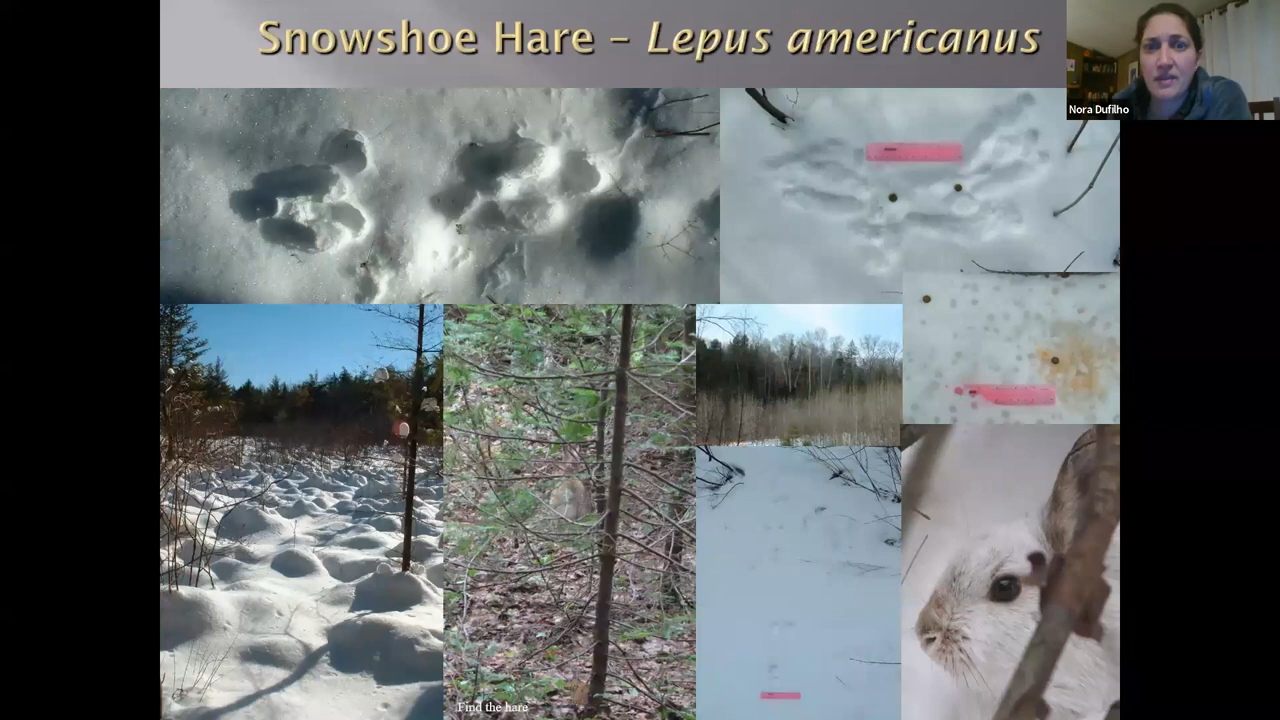 Snowshoe Hare – Lepus americanus
Nora Dufilho
Find the hare